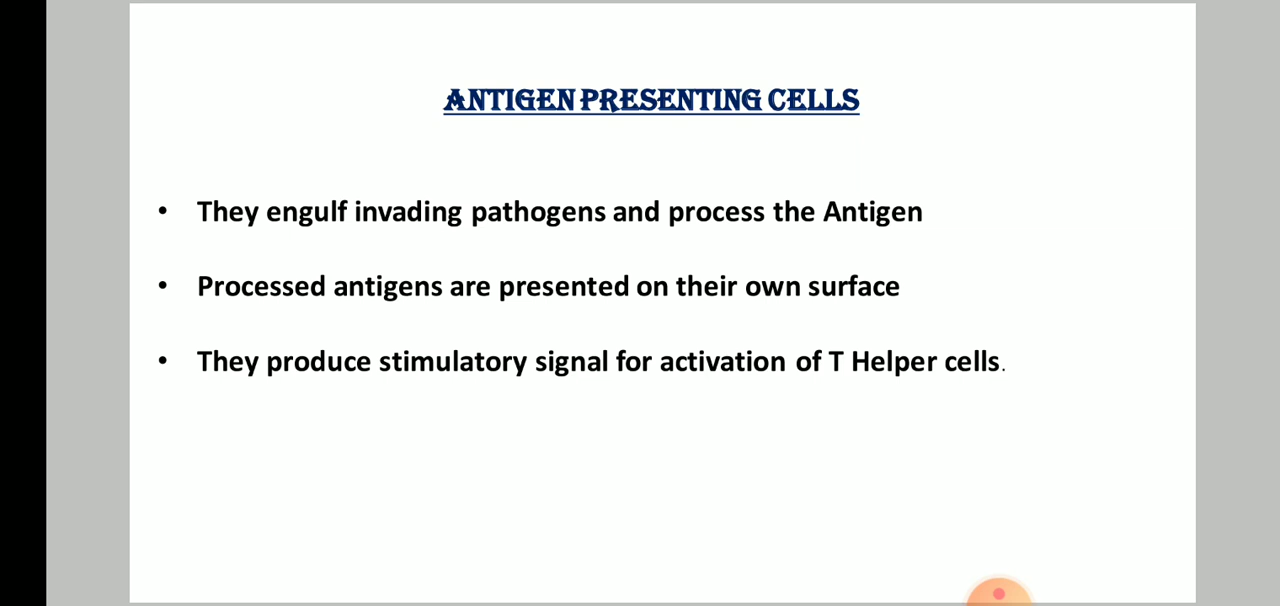 ANTIGEN PRESENTING CELLS
• They engulf invading pathogens and process the Antigen
• Processed antigens are presented on their own surface
• They produce stimulatory signal for activation of T Helper cells.